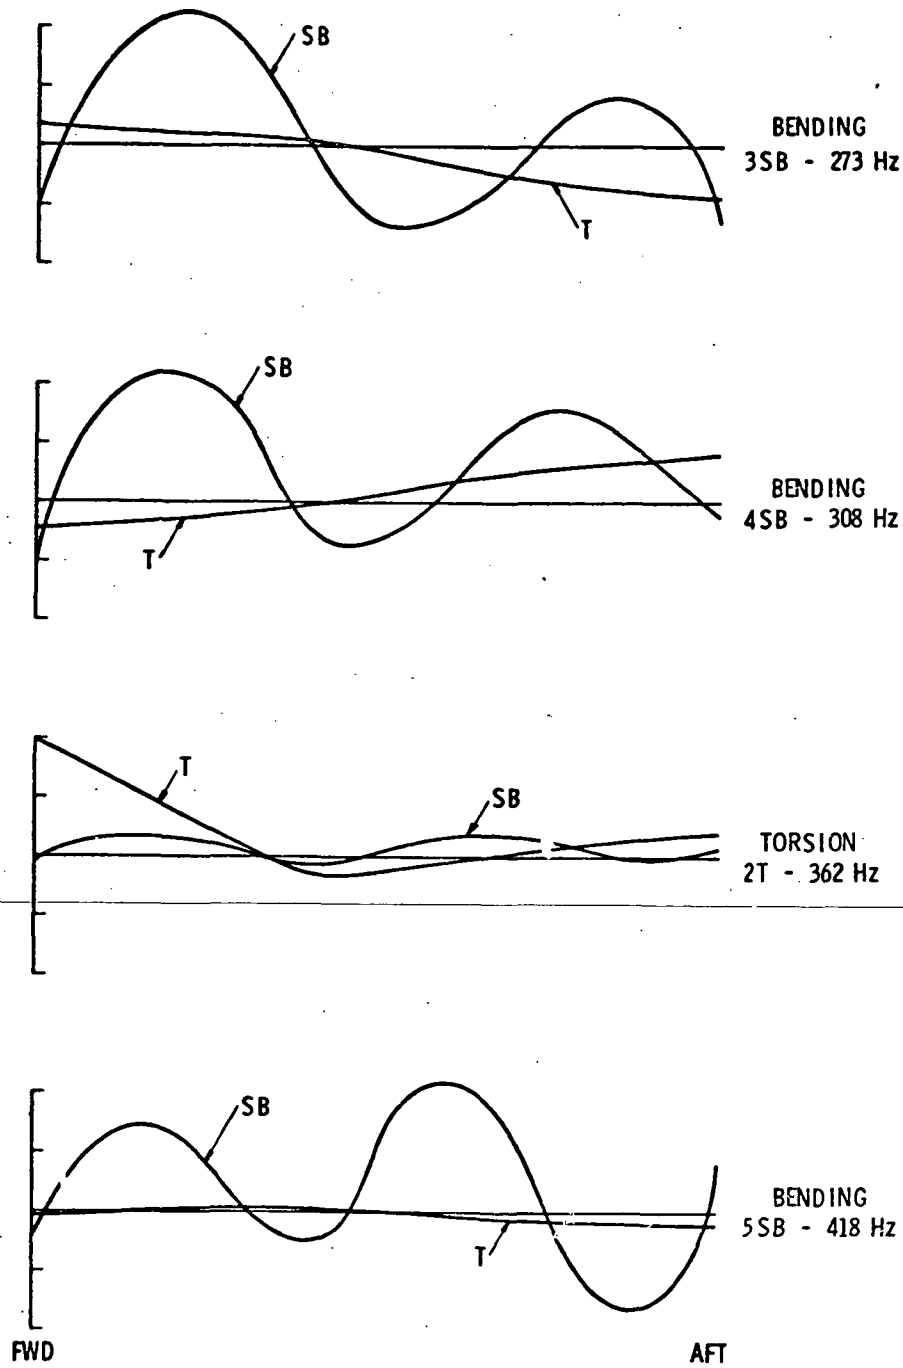 SB
BENDING
3SB - 273 Hz
T
SB
BENDING
4SB - 308 Hz
T
T
SB
TORSION
2T - 362 Hz
SB
BENDING
5SB - 418 Hz
T
FWD
AFT